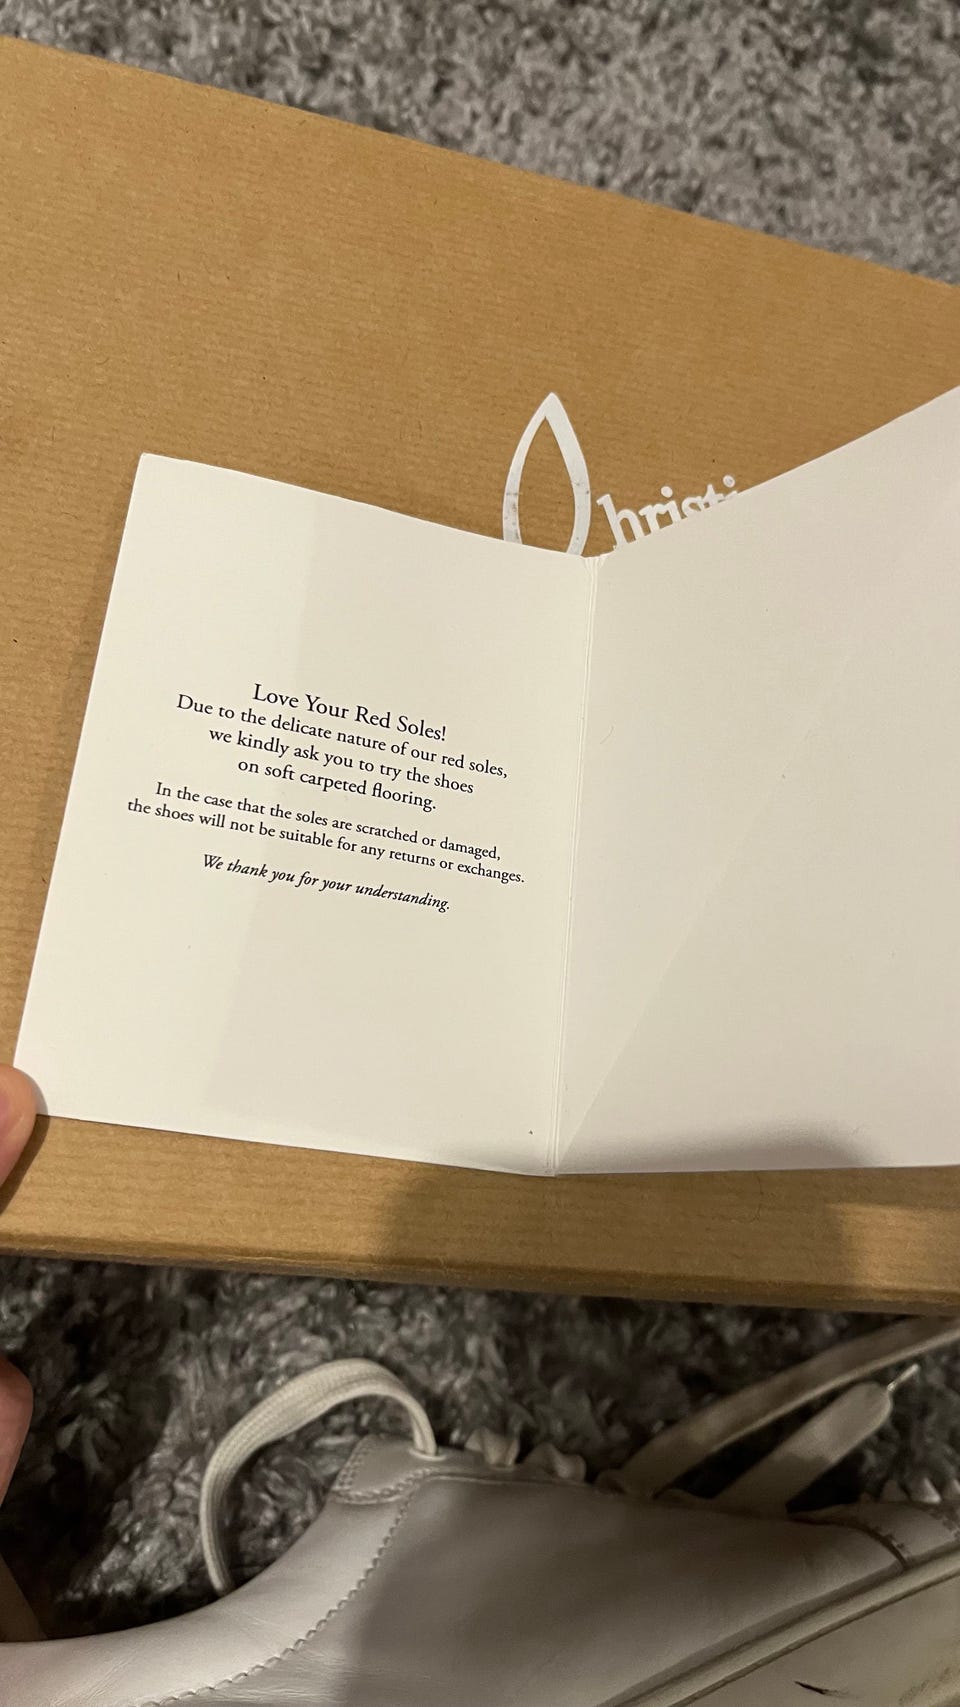 hristi
Love Your Red Soles!
Due to the delicate nature of our red soles,
we kindly ask you to try the shoes
on soft carpeted flooring.
In the case that the soles are scratched or damaged,
the shoes will not be suitable for any returns or exchanges.
We thank you for your understanding.